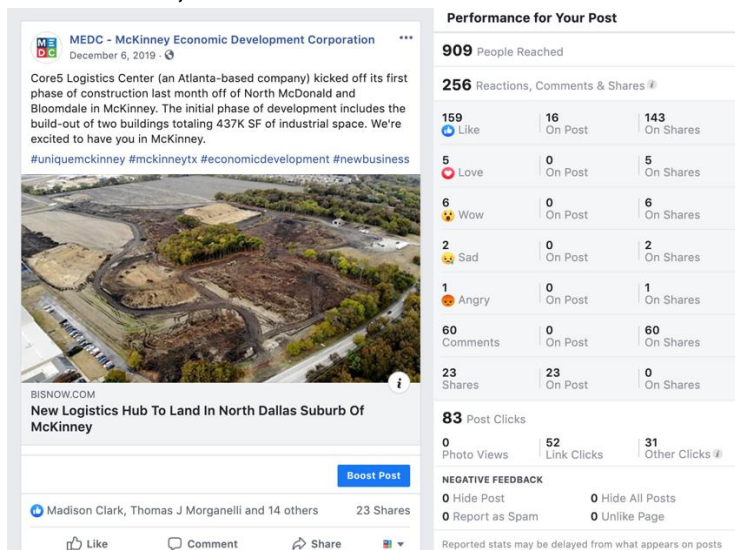 MEDC - McKinney Economic Development Corporation
December 6, 2019 ·
Core5 Logistics Center (an Atlanta-based company) kicked off its first
phase of construction last month off of North McDonald and
Bloomdale in McKinney. The initial phase of development includes the
build-out of two buildings totaling 437K SF of industrial space. We're
excited to have you in McKinney.
#uniquemckinney #mckinneytx #economicdevelopment #newbusiness
BISNOW.COM
New Logistics Hub To Land In North Dallas Suburb Of
McKinney
Boost Post
Madison Clark, Thomas J Morganelli and 14 others 23 Shares
Like Comment Share
Performance for Your Post
909 People Reached
256 Reactions, Comments & Shares
159 16 143
Like On Post On Shares
5 0 5
Love On Post On Shares
6 0 6
Wow On Post On Shares
2 0 2
Sad On Post On Shares
1 0 1
Angry On Post On Shares
60 0 60
Comments On Post On Shares
23 23 0
Shares On Post On Shares
83 Post Clicks
0 52 31
Photo Views Link Clicks Other Clicks
NEGATIVE FEEDBACK
0 Hide Post 0 Hide All Posts
0 Report as Spam 0 Unlike Page
Reported stats may be delayed from what appears on posts